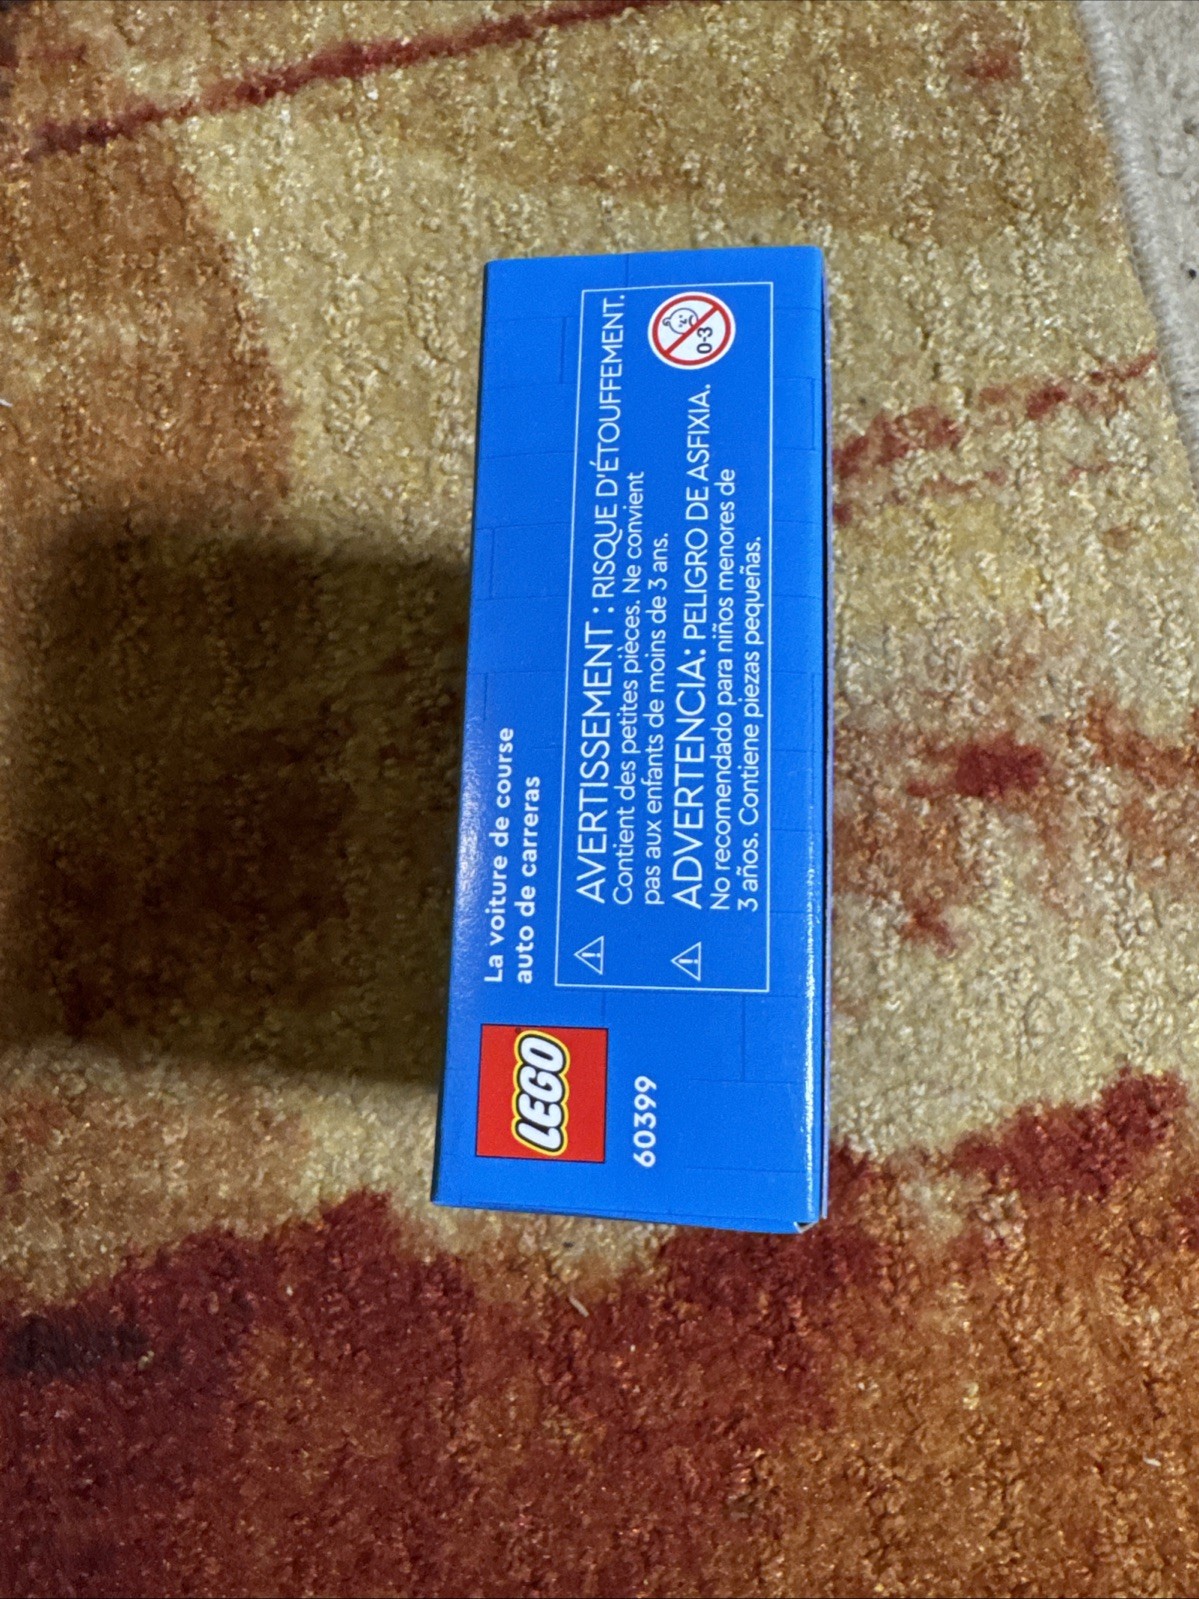 LEGO
60399
La voiture de course
auto de carreras
AVERTISSEMENT : RISQUE D'ÉTOUFFEMENT.
Contient des petites pièces. Ne convient
pas aux enfants de moins de 3 ans.
ADVERTENCIA: PELIGRO DE ASFIXIA.
No recomendado para niños menores de
3 años. Contiene piezas pequeñas.
0-3